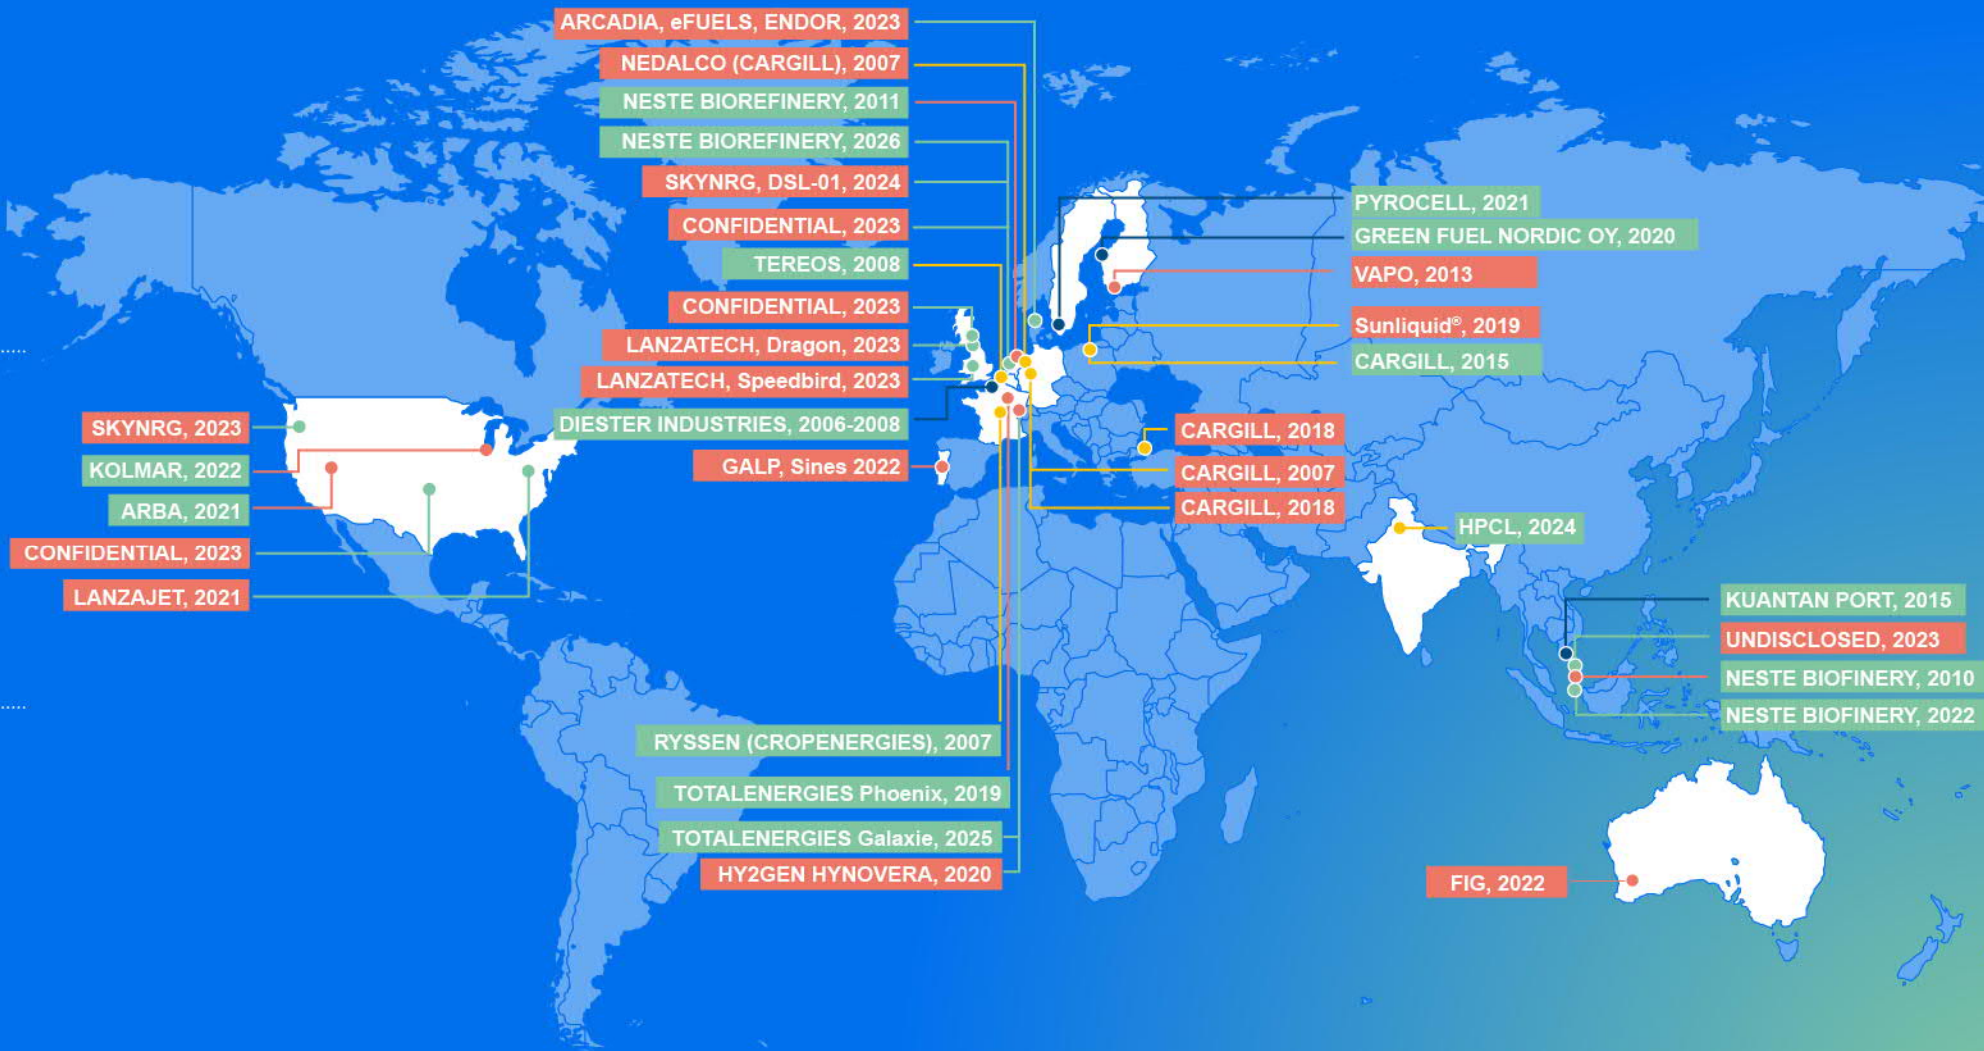 ARCADIA, eFUELS, ENDOR, 2023
NEDALCO (CARGILL), 2007
NESTE BIOREFINERY, 2011
NESTE BIOREFINERY, 2026
SKYNRG, DSL-01, 2024
CONFIDENTIAL, 2023
TEREOS, 2008
CONFIDENTIAL, 2023
LANZATECH, Dragon, 2023
LANZATECH, Speedbird, 2023
DIESTER INDUSTRIES, 2006-2008
GALP, Sines 2022
SKYNRG, 2023
KOLMAR, 2022
ARBA, 2021
CONFIDENTIAL, 2023
LANZAJET, 2021
PYROCELL, 2021
GREEN FUEL NORDIC OY, 2020
VAPO, 2013
Sunliquid®, 2019
CARGILL, 2015
CARGILL, 2018
CARGILL, 2007
CARGILL, 2018
HPCL, 2024
KUANTAN PORT, 2015
UNDISCLOSED, 2023
NESTE BIOFINERY, 2010
NESTE BIOFINERY, 2022
RYSSEN (CROPENERGIES), 2007
TOTALENERGIES Phoenix, 2019
TOTALENERGIES Galaxie, 2025
HY2GEN HYNOVERA, 2020
FIG, 2022